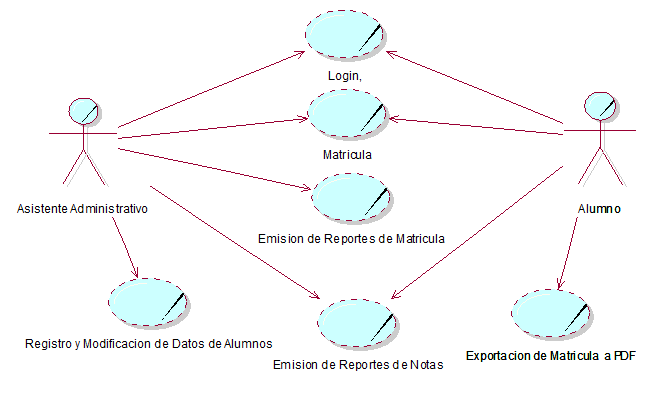 Login,
Matricula
Asistente Administrativo
Alumno
Emision de Reportes de Matricula
Registro y Modificacion de Datos de Alumnos
Emision de Reportes de Notas
Exportacion de Matricula a PDF